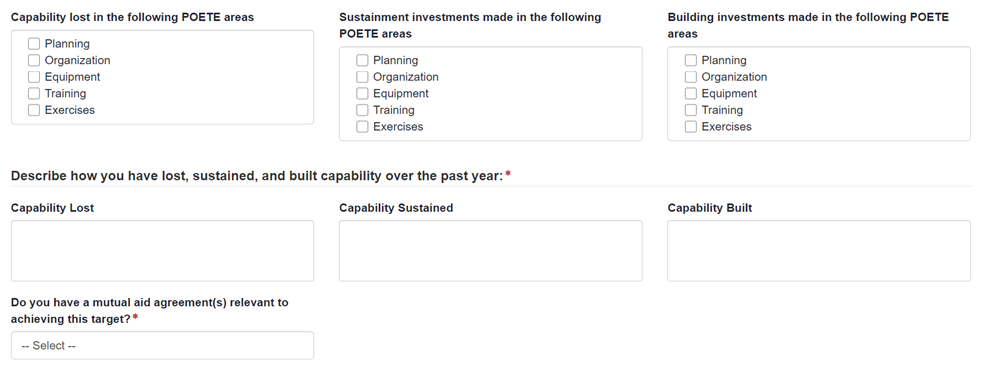 Capability lost in the following POETE areas
Planning
Organization
Equipment
Training
Exercises
Sustainment investments made in the following
POETE areas
Planning
Organization
Equipment
Training
Exercises
Building investments made in the following POETE
areas
Planning
Organization
Equipment
Training
Exercises
Describe how you have lost, sustained, and built capability over the past year:*
Capability Lost
Capability Sustained
Capability Built
Do you have a mutual aid agreement(s) relevant to
achieving this target?*
-- Select --